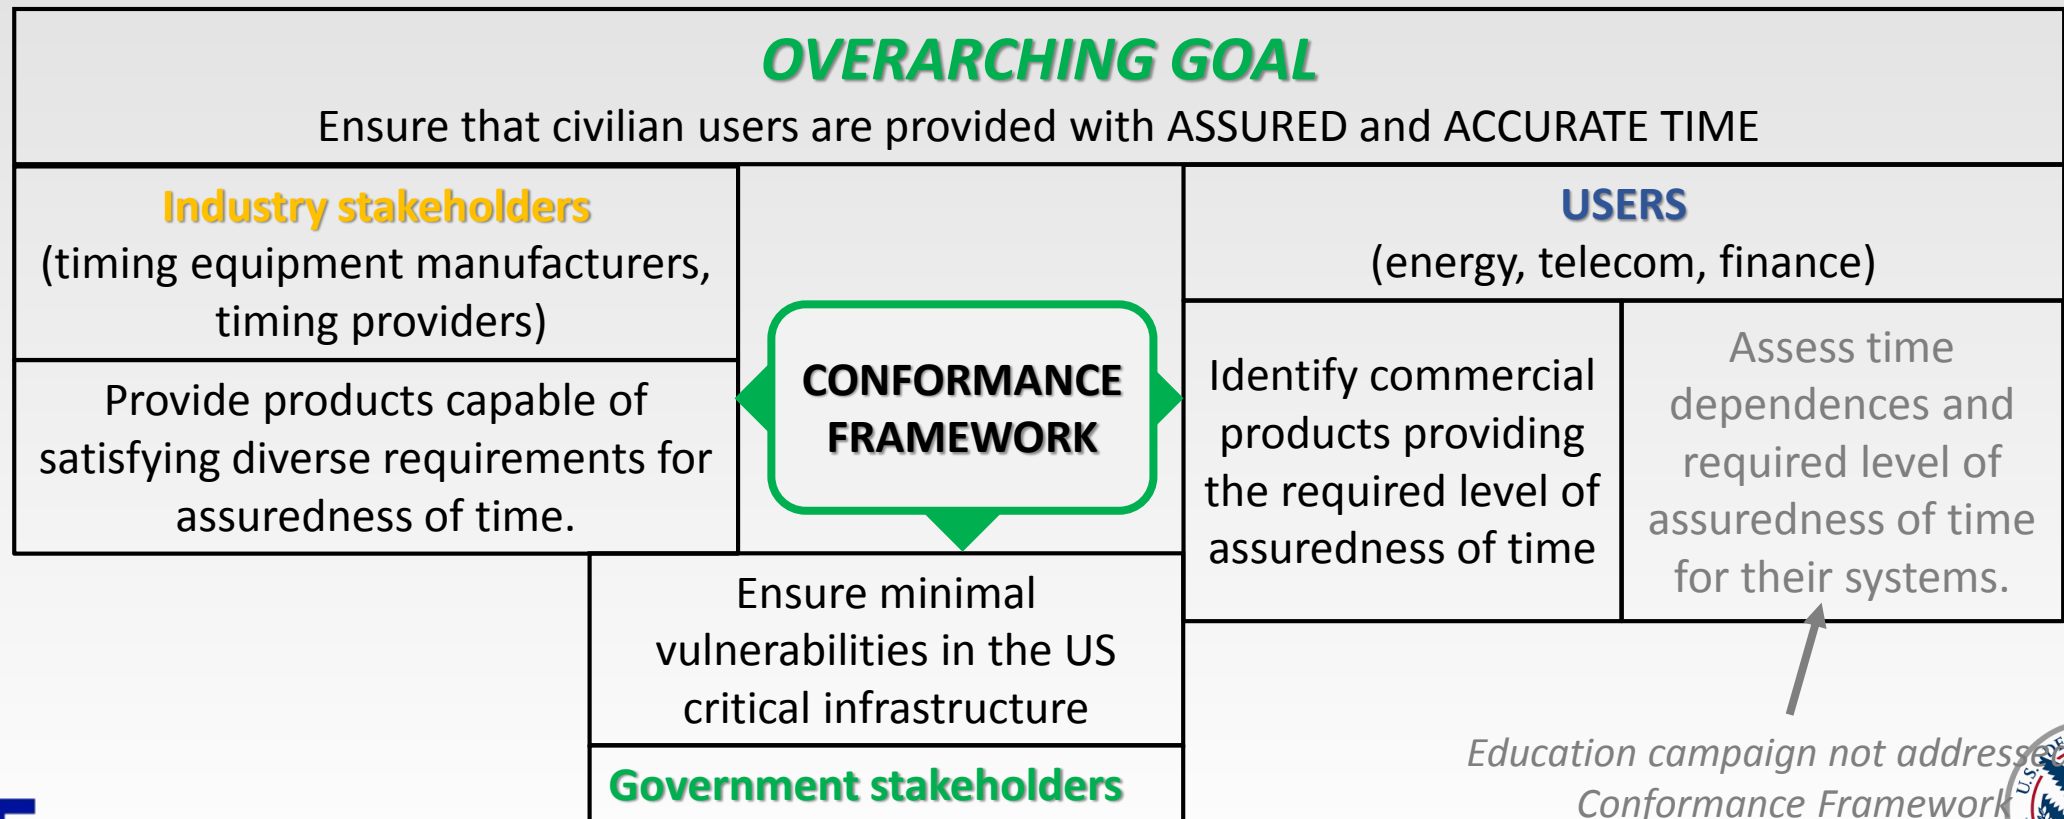 OVERARCHING GOAL
Ensure that civilian users are provided with ASSURED and ACCURATE TIME
Industry stakeholders
(timing equipment manufacturers,
timing providers)
Provide products capable of
satisfying diverse requirements for
assuredness of time.
CONFORMANCE
FRAMEWORK
USERS
(energy, telecom, finance)
Identify commercial
products providing
the required level of
assuredness of time
Assess time
dependences and
required level of
assuredness of time
for their systems.
Ensure minimal
vulnerabilities in the US
critical infrastructure
Government stakeholders
Education campaign not addressed
Conformance Framework
U.S. DE